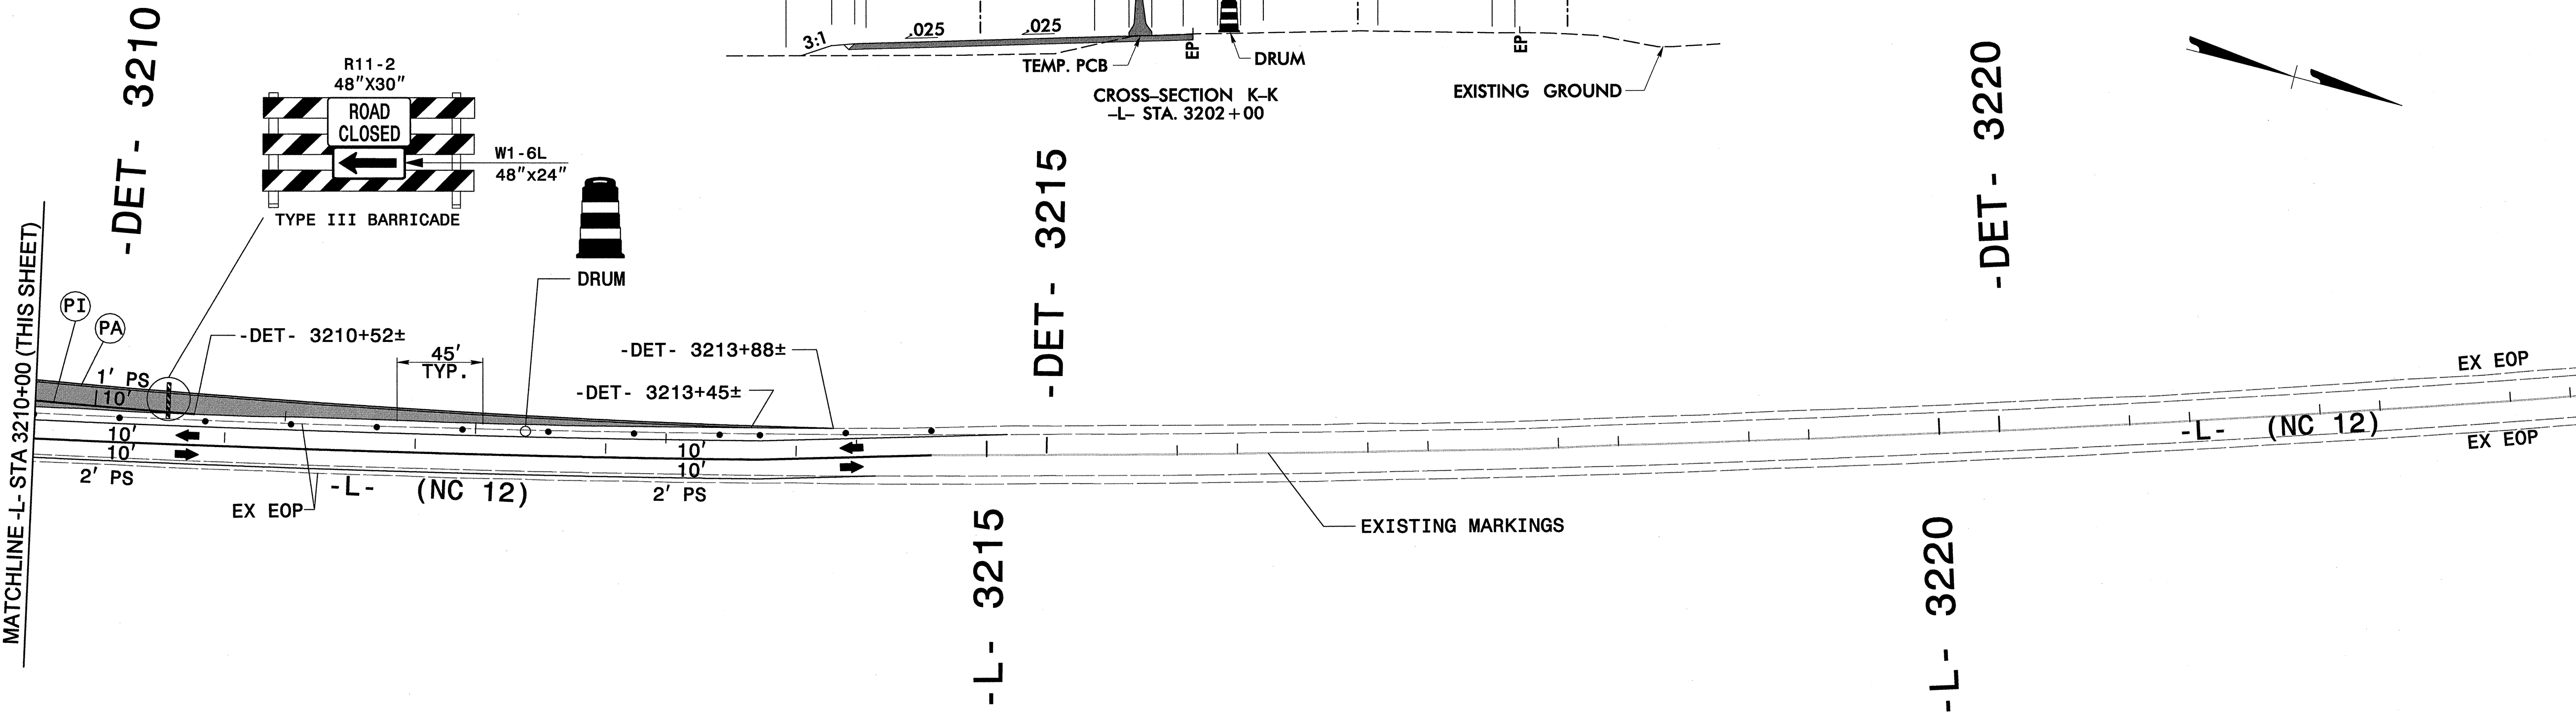 -DET- 3210
R11-2
48"X30"
ROAD
CLOSED
W1-6L
48"x24"
TYPE III BARRICADE
DRUM
3:1
.025
.025
TEMP. PCB
EP
DRUM
EP
EXISTING GROUND
CROSS-SECTION K-K
-L- STA. 3202+00
-DET- 3215
-DET- 3220
MATCHLINE -L- STA 3210+00 (THIS SHEET)
PI
PA
-DET- 3210+52±
45'
TYP.
-DET- 3213+88±
-DET- 3213+45±
1' PS
10'
10'
10'
2' PS
EX EOP
-L- (NC 12)
10'
10'
2' PS
EXISTING MARKINGS
EX EOP
-L- (NC 12)
EX EOP
-L- 3215
-L- 3220